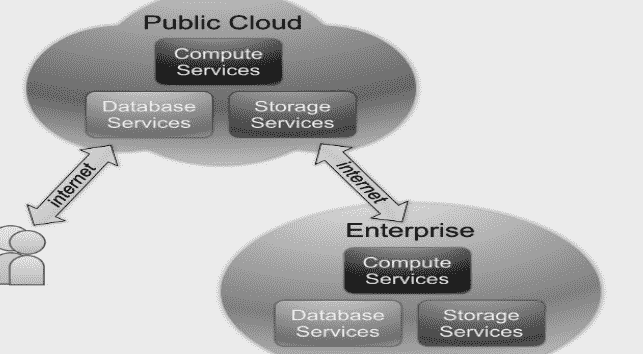 Public Cloud
Compute
Services
Database
Services
Storage
Services
internet
internet
Enterprise
Compute
Services
Database
Services
Storage
Services